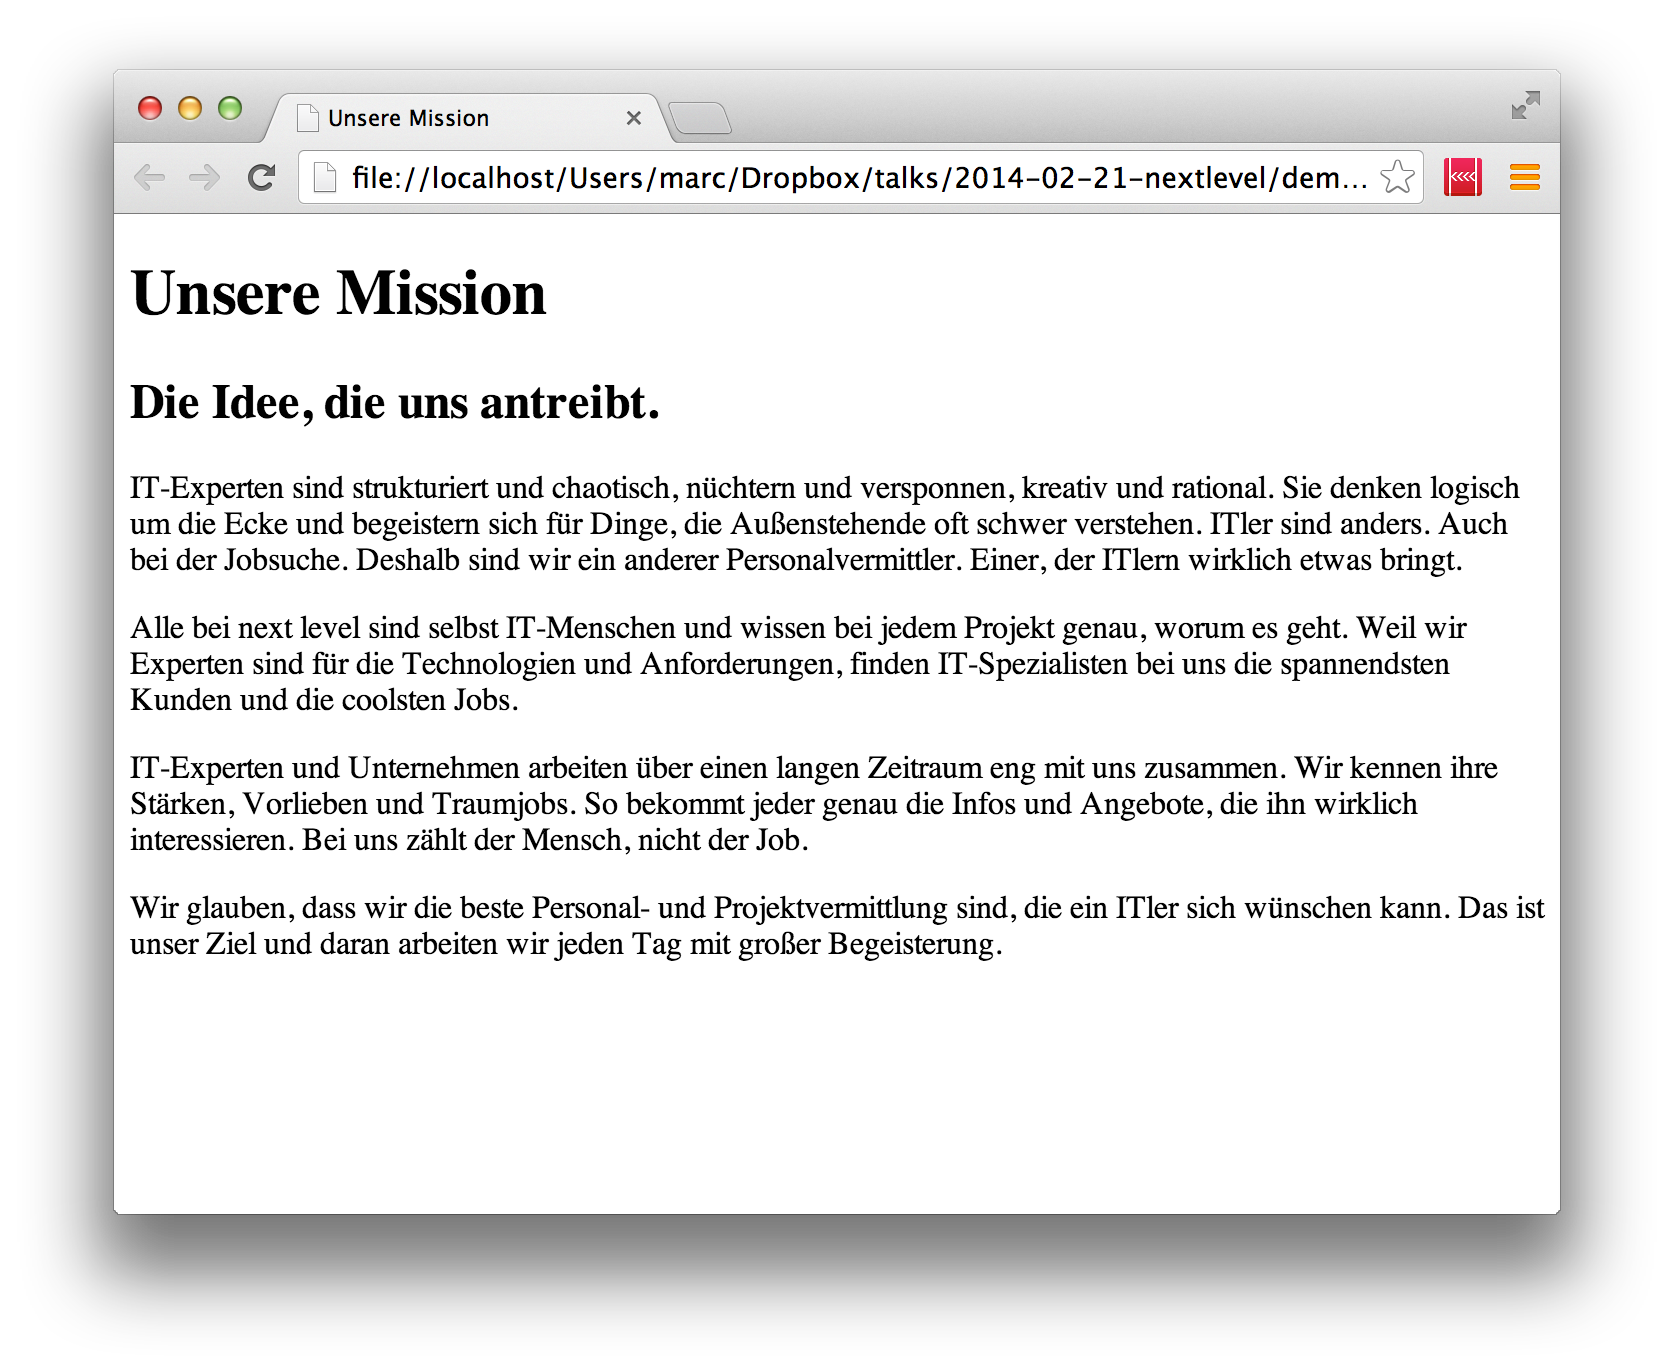 Unsere Mission
file://localhost/Users/marc/Dropbox/talks/2014-02-21-nextlevel/dem...
Unsere Mission
Die Idee, die uns antreibt.
IT-Experten sind strukturiert und chaotisch, nüchtern und versponnen, kreativ und rational. Sie denken logisch
um die Ecke und begeistern sich für Dinge, die Außenstehende oft schwer verstehen. ITler sind anders. Auch
bei der Jobsuche. Deshalb sind wir ein anderer Personalvermittler. Einer, der ITlern wirklich etwas bringt.
Alle bei next level sind selbst IT-Menschen und wissen bei jedem Projekt genau, worum es geht. Weil wir
Experten sind für die Technologien und Anforderungen, finden IT-Spezialisten bei uns die spannendsten
Kunden und die coolsten Jobs.
IT-Experten und Unternehmen arbeiten über einen langen Zeitraum eng mit uns zusammen. Wir kennen ihre
Stärken, Vorlieben und Traumjobs. So bekommt jeder genau die Infos und Angebote, die ihn wirklich
interessieren. Bei uns zählt der Mensch, nicht der Job.
Wir glauben, dass wir die beste Personal- und Projektvermittlung sind, die ein ITler sich wünschen kann. Das ist
unser Ziel und daran arbeiten wir jeden Tag mit großer Begeisterung.